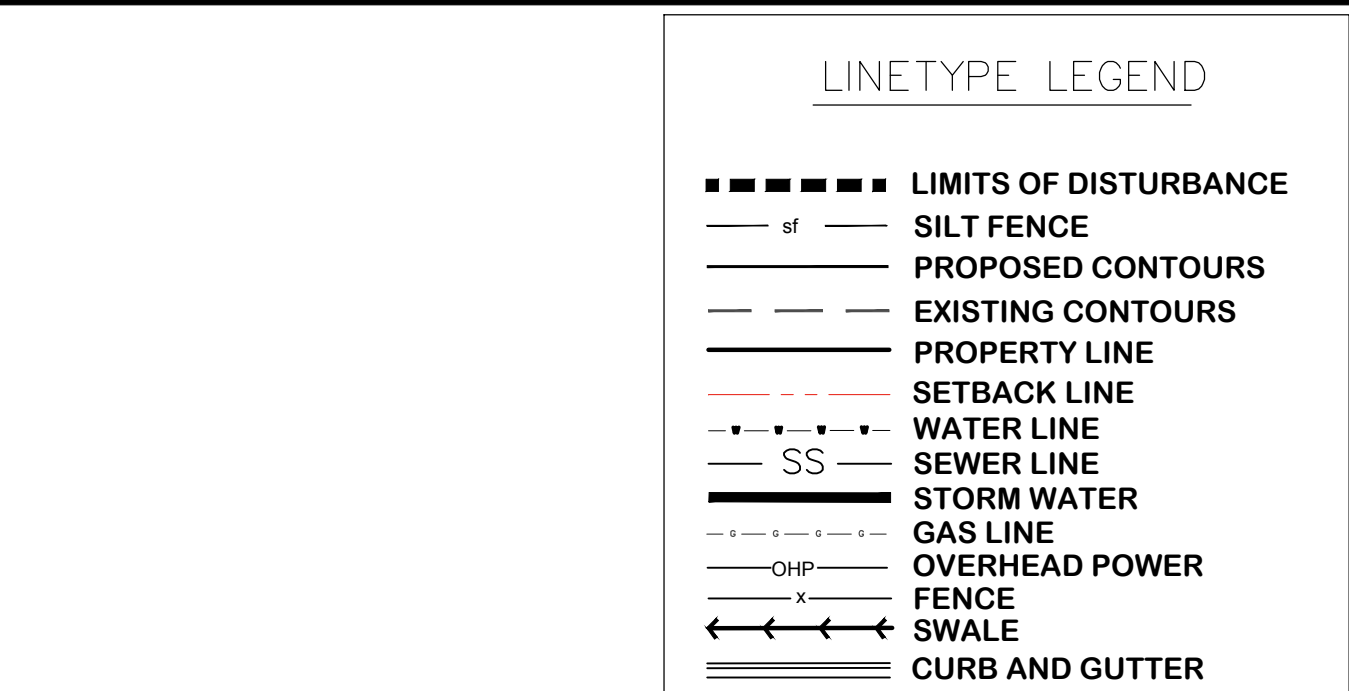 LINETYPE LEGEND
LIMITS OF DISTURBANCE
sf SILT FENCE
PROPOSED CONTOURS
EXISTING CONTOURS
PROPERTY LINE
SETBACK LINE
WATER LINE
SS SEWER LINE
STORM WATER
G G G G GAS LINE
OHP OVERHEAD POWER
x FENCE
SWALE
CURB AND GUTTER